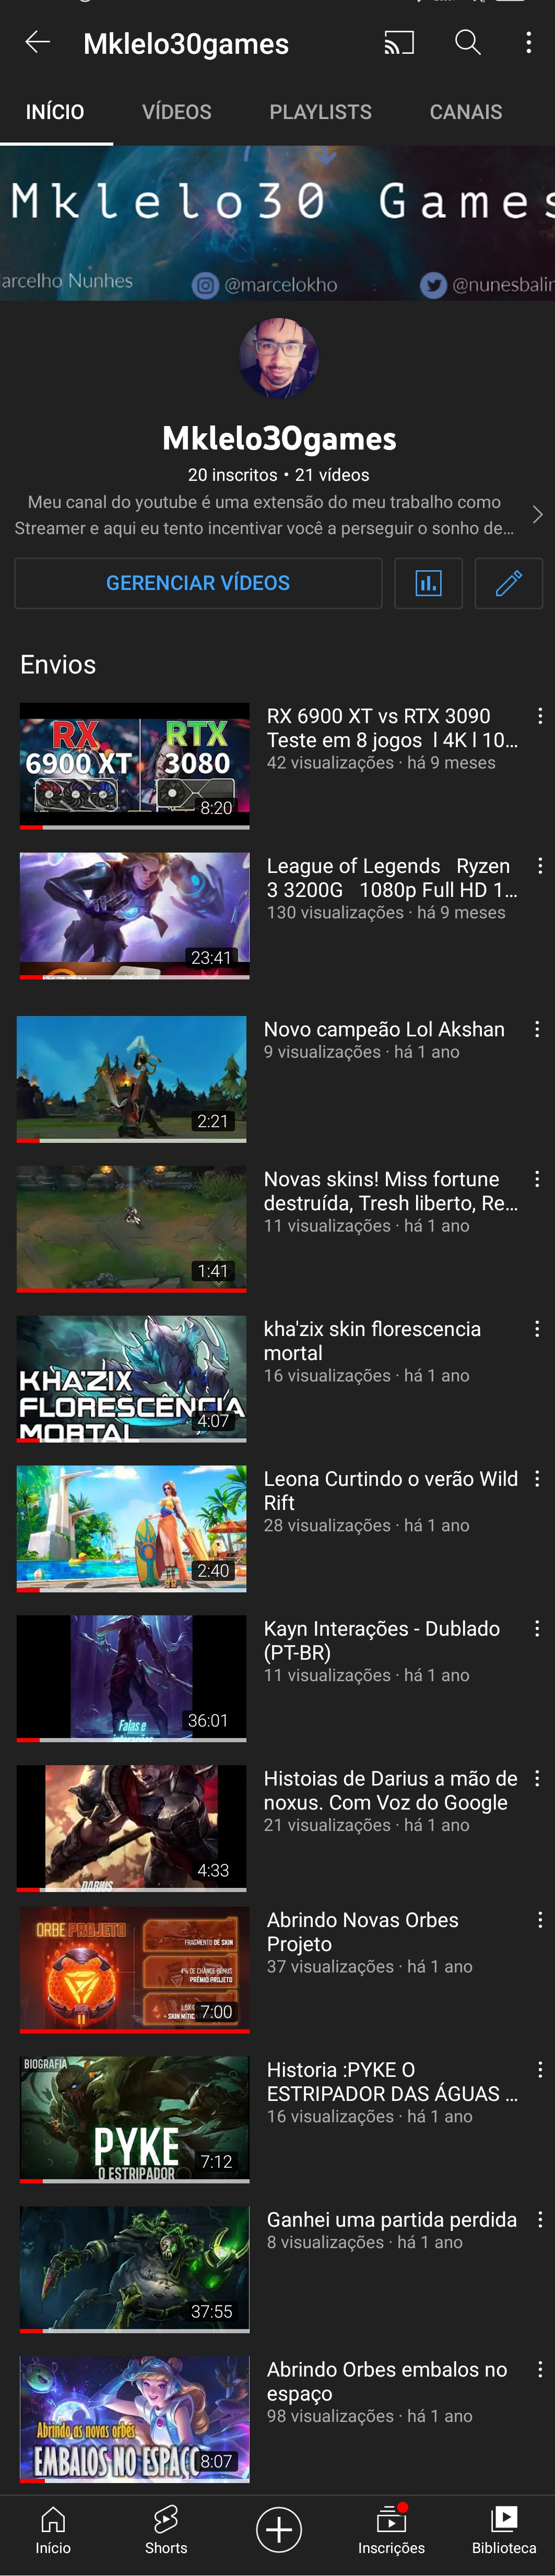 Mklelo30games
INÍCIO VÍDEOS PLAYLISTS CANAIS
Mklelo30 Games
arcelho Nunhes @marcelokho @nunesbalir
Mklelo30games
20 inscritos • 21 vídeos
Meu canal do youtube é uma extensão do meu trabalho como
Streamer e aqui eu tento incentivar você a perseguir o sonho de...
GERENCIAR VÍDEOS
Envios
RX
6900 XT
RTX
3080
8:20
RX 6900 XT vs RTX 3090
Teste em 8 jogos l 4K l 10...
42 visualizações · há 9 meses
23:41
League of Legends Ryzen
3 3200G 1080p Full HD 1...
130 visualizações · há 9 meses
2:21
Novo campeão Lol Akshan
9 visualizações · há 1 ano
1:41
Novas skins! Miss fortune
destruída, Tresh liberto, Re...
11 visualizações · há 1 ano
KHA'ZIX
FLORESCÊNCIA
MORTAL
4:07
kha'zix skin florescencia
mortal
16 visualizações · há 1 ano
2:40
Leona Curtindo o verão Wild
Rift
28 visualizações · há 1 ano
Falas e
interações
36:01
Kayn Interações - Dublado
(PT-BR)
11 visualizações · há 1 ano
DARIUS
4:33
Histoias de Darius a mão de
noxus. Com Voz do Google
21 visualizações · há 1 ano
ORBE PROJETO
FRAGMENTO DE SKIN
4% DE CHANCE BÔNUS
PRÊMIO PROJETO
+ SKIN MÍTIC
7:00
Abrindo Novas Orbes
Projeto
37 visualizações · há 1 ano
BIOGRAFIA
PYKE
O ESTRIPADOR
7:12
Historia :PYKE O
ESTRIPADOR DAS ÁGUAS ...
16 visualizações · há 1 ano
37:55
Ganhei uma partida perdida
8 visualizações · há 1 ano
Abrindo as novas orbes
EMBALOS NO ESPAÇO
8:07
Abrindo Orbes embalos no
espaço
98 visualizações · há 1 ano
Início Shorts Inscrições Biblioteca